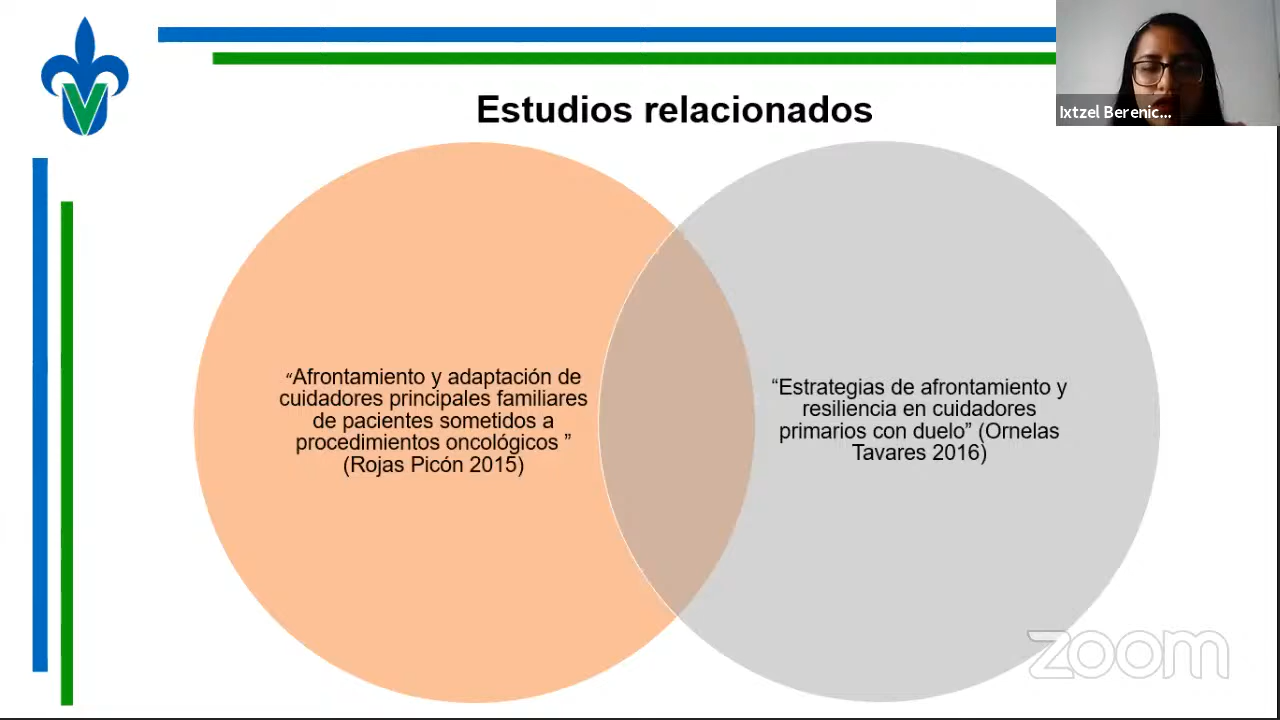 Estudios relacionados
Ixtzel Berenic...
“Afrontamiento y adaptación de
cuidadores principales familiares
de pacientes sometidos a
procedimientos oncológicos ”
(Rojas Picón 2015)
“Estrategias de afrontamiento y
resiliencia en cuidadores
primarios con duelo” (Ornelas
Tavares 2016)
zoom